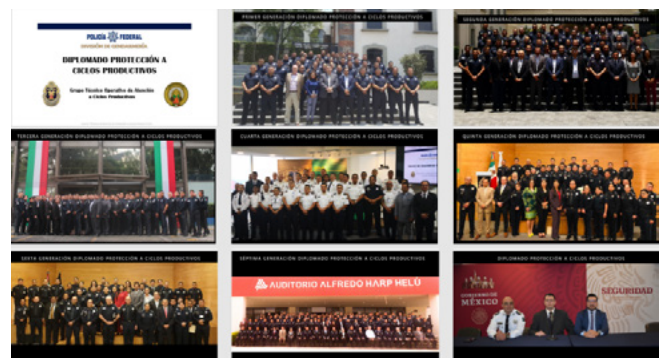 POLICÍA FEDERAL
DIVISIÓN DE GENDARMERÍA
DIPLOMADO PROTECCIÓN A
CICLOS PRODUCTIVOS
Grupo Técnico Operativo de Atención
a Ciclos Productivos
PRIMER GENERACIÓN DIPLOMADO PROTECCIÓN A CICLOS PRODUCTIVOS
SEGUNDA GENERACIÓN DIPLOMADO PROTECCIÓN A CICLOS PRODUCTIVOS
TERCERA GENERACIÓN DIPLOMADO PROTECCIÓN A CICLOS PRODUCTIVOS
CUARTA GENERACIÓN DIPLOMADO PROTECCIÓN A CICLOS PRODUCTIVOS
QUINTA GENERACIÓN DIPLOMADO PROTECCIÓN A CICLOS PRODUCTIVOS
SEXTA GENERACIÓN DIPLOMADO PROTECCIÓN A CICLOS PRODUCTIVOS
SÉPTIMA GENERACIÓN DIPLOMADO PROTECCIÓN A CICLOS PRODUCTIVOS
AUDITORIO ALFREDO HARP HELÚ
DIPLOMADO PROTECCIÓN A CICLOS PRODUCTIVOS
GOBIERNO DE
MÉXICO
SEGURIDAD